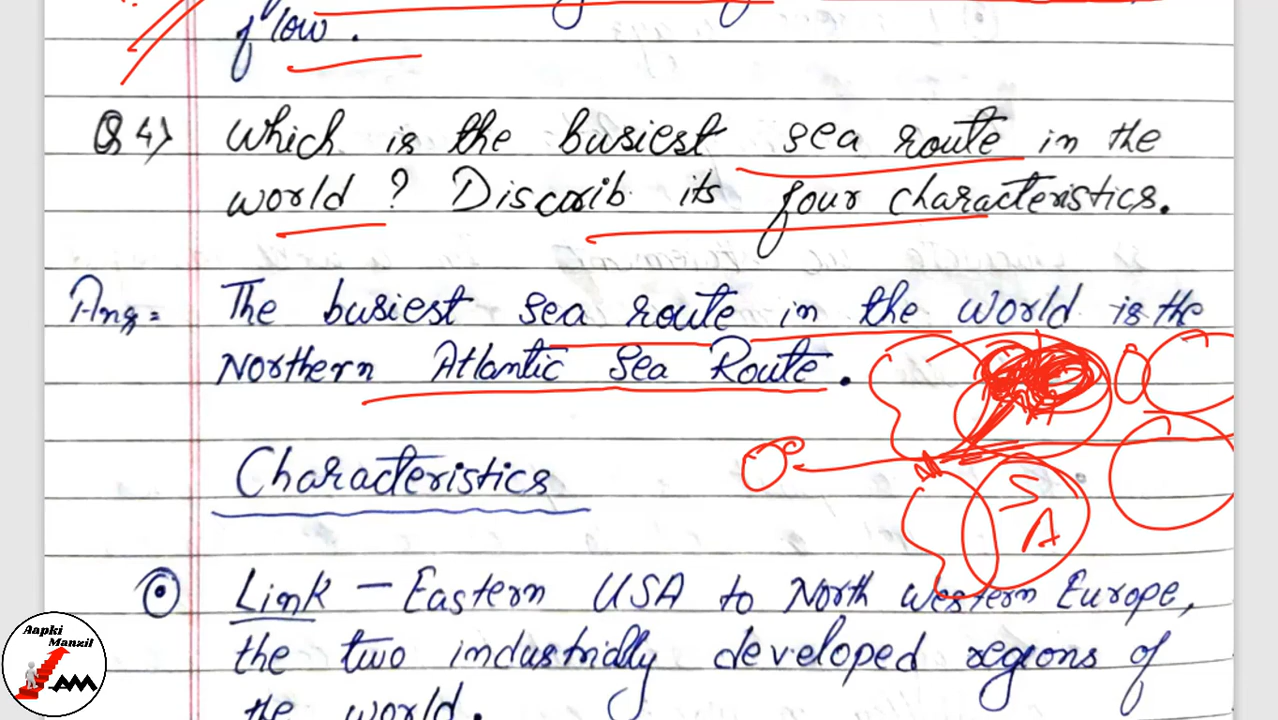 flow.
Q4) Which is the busiest sea route in the
world? Discrib its four characteristics.
Ans= The busiest sea route in the world is the
Northern Atlantic Sea Route.
S
A
Characteristics
Link – Eastern USA to North Western Europe,
the two industrially developed regions of
the world.
Aapki
Manzil
AM